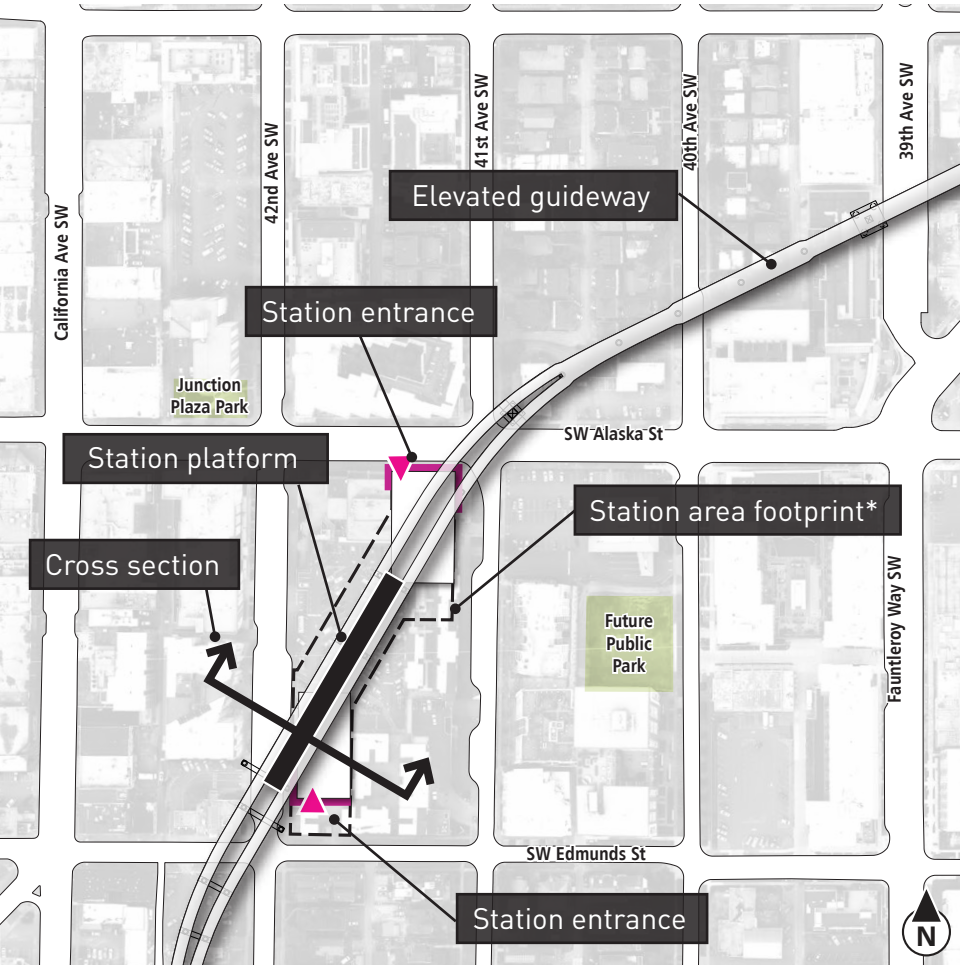 39th Ave SW
41st Ave SW
40th Ave SW
42nd Ave SW
Elevated guideway
California Ave SW
Station entrance
Junction
Plaza Park
SW Alaska St
Station platform
Station area footprint*
Cross section
Fauntleroy Way SW
Future
Public
Park
SW Edmunds St
Station entrance
N